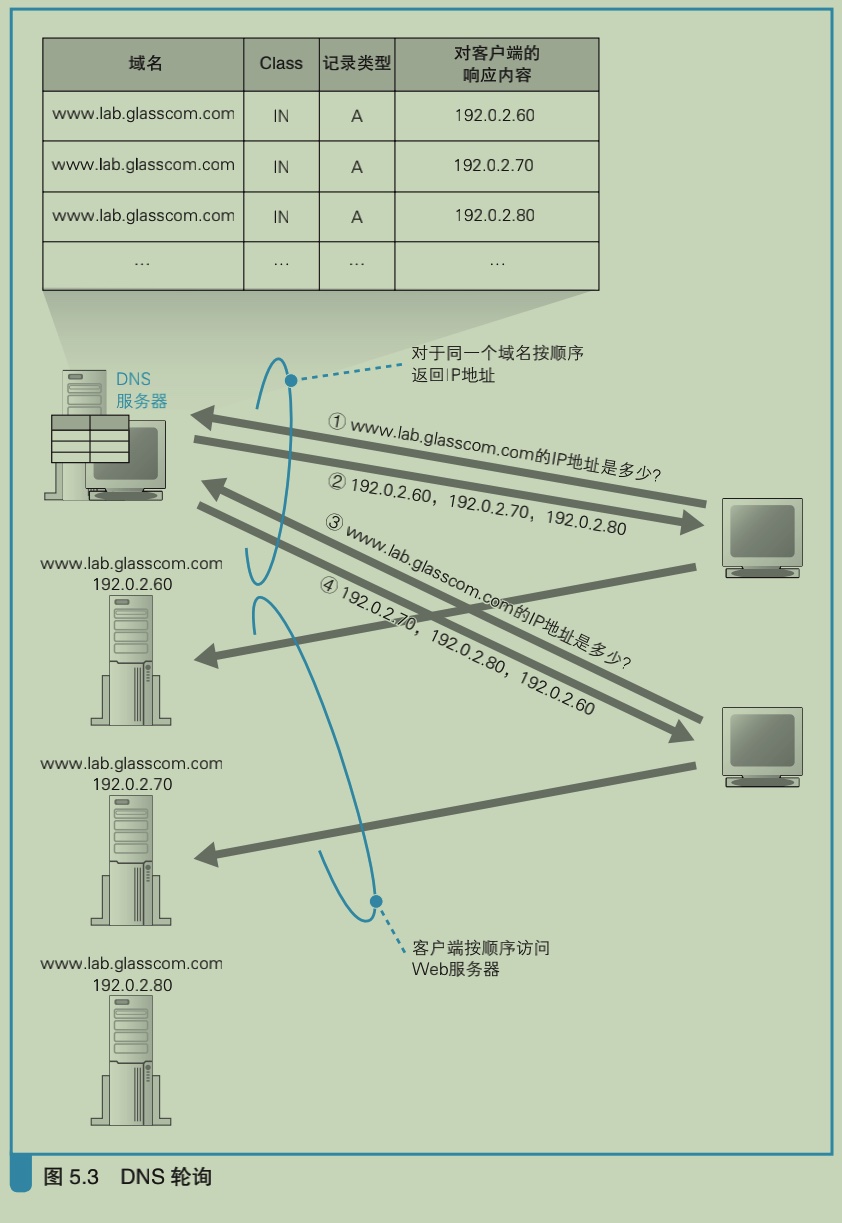 域名 Class 记录类型 对客户端的
响应内容
www.lab.glasscom.com IN A 192.0.2.60
www.lab.glasscom.com IN A 192.0.2.70
www.lab.glasscom.com IN A 192.0.2.80
… … … …
对于同一个域名按顺序
返回IP地址
DNS
服务器
① www.lab.glasscom.com的IP地址是多少?
② 192.0.2.60，192.0.2.70，192.0.2.80
③ www.lab.glasscom.com的IP地址是多少?
④ 192.0.2.70，192.0.2.80，192.0.2.60
www.lab.glasscom.com
192.0.2.60
www.lab.glasscom.com
192.0.2.70
客户端按顺序访问
Web服务器
www.lab.glasscom.com
192.0.2.80
图 5.3 DNS 轮询